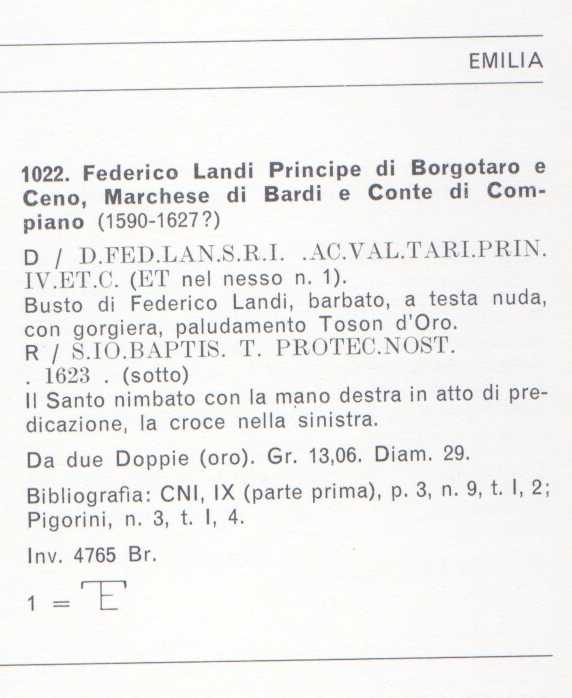 EMILIA
1022. Federico Landi Principe di Borgotaro e
Ceno, Marchese di Bardi e Conte di Com-
piano (1590-1627?)
D / D.FED.LAN.S.R.I. .AC.VAL.TARI.PRIN.
IV.ET.C. (ET nel nesso n. 1).
Busto di Federico Landi, barbato, a testa nuda,
con gorgiera, paludamento Toson d'Oro.
R / S.IO.BAPTIS. T. PROTEC.NOST.
. 1623 . (sotto)
Il Santo nimbato con la mano destra in atto di pre-
dicazione, la croce nella sinistra.
Da due Doppie (oro). Gr. 13,06. Diam. 29.
Bibliografia: CNI, IX (parte prima), p. 3, n. 9, t. I, 2;
Pigorini, n. 3, t. I, 4.
Inv. 4765 Br.
1 = TE